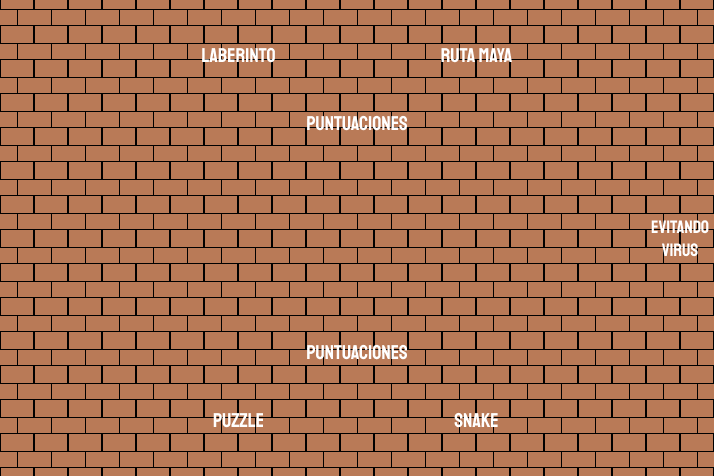 LABERINTO
RUTA MAYA
PUNTUACIONES
EVITANDO
VIRUS
PUNTUACIONES
PUZZLE
SNAKE